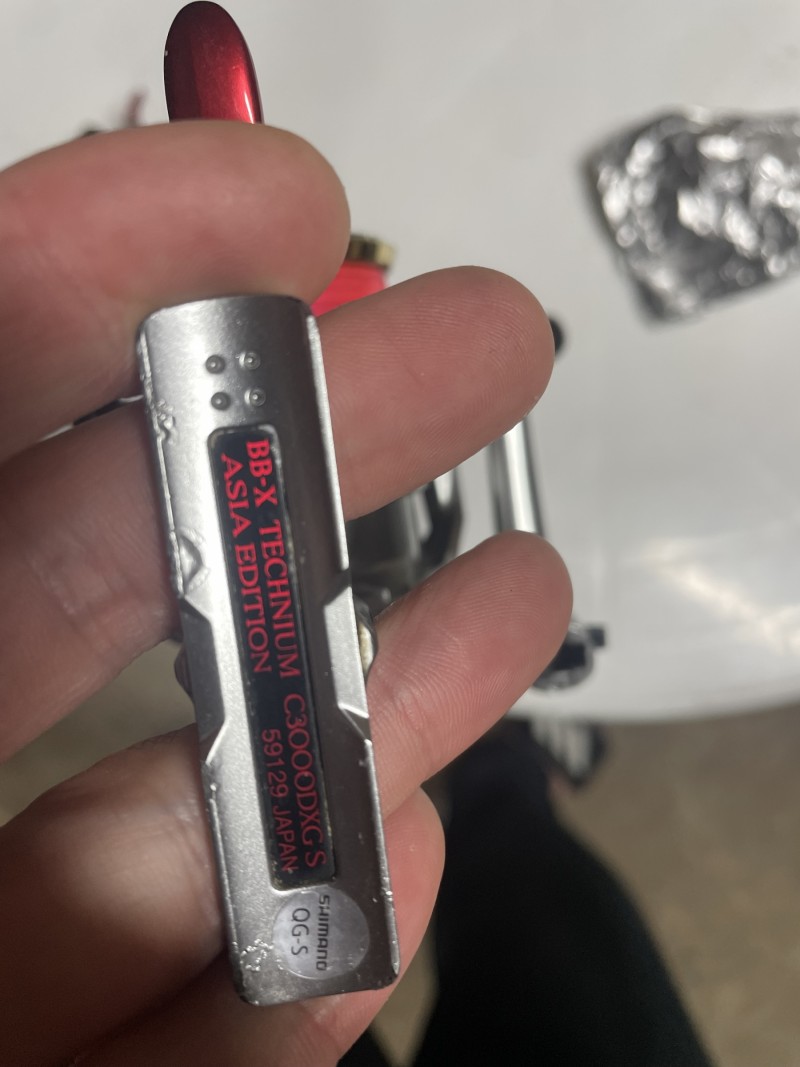 BB-X TECHNIUM C3000DXG S
ASIA EDITION 59129 JAPAN
SHIMANO
QG-S